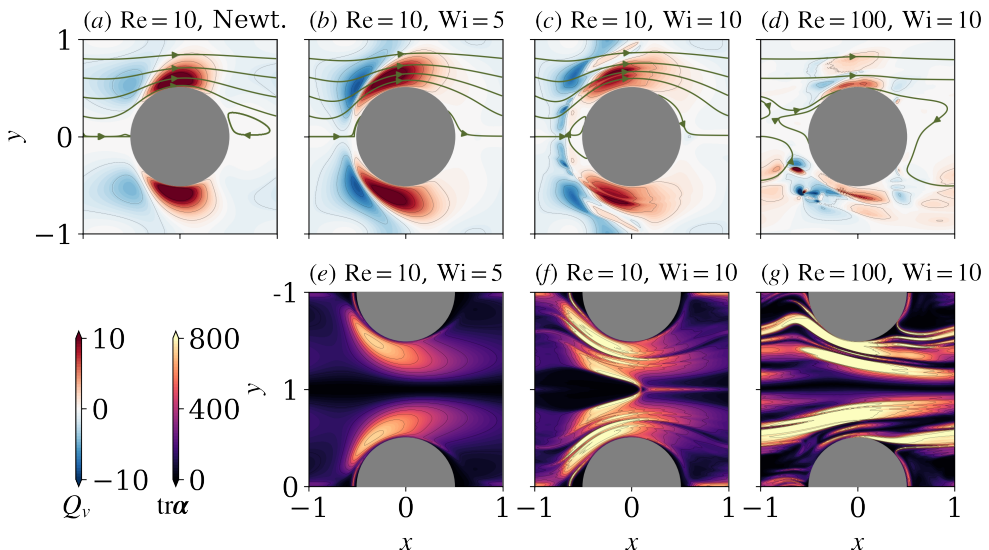 (a) Re=10, Newt.
(b) Re=10, Wi=5
(c) Re=10, Wi=10
(d) Re=100, Wi=10
1
0
−1
y
(e) Re=10, Wi=5
(f) Re=10, Wi=10
(g) Re=100, Wi=10
-1
1
0
y
10
0
−10
Qᵥ
800
400
0
trα
−1 0 1
−1 0 1
−1 0 1
x
x
x